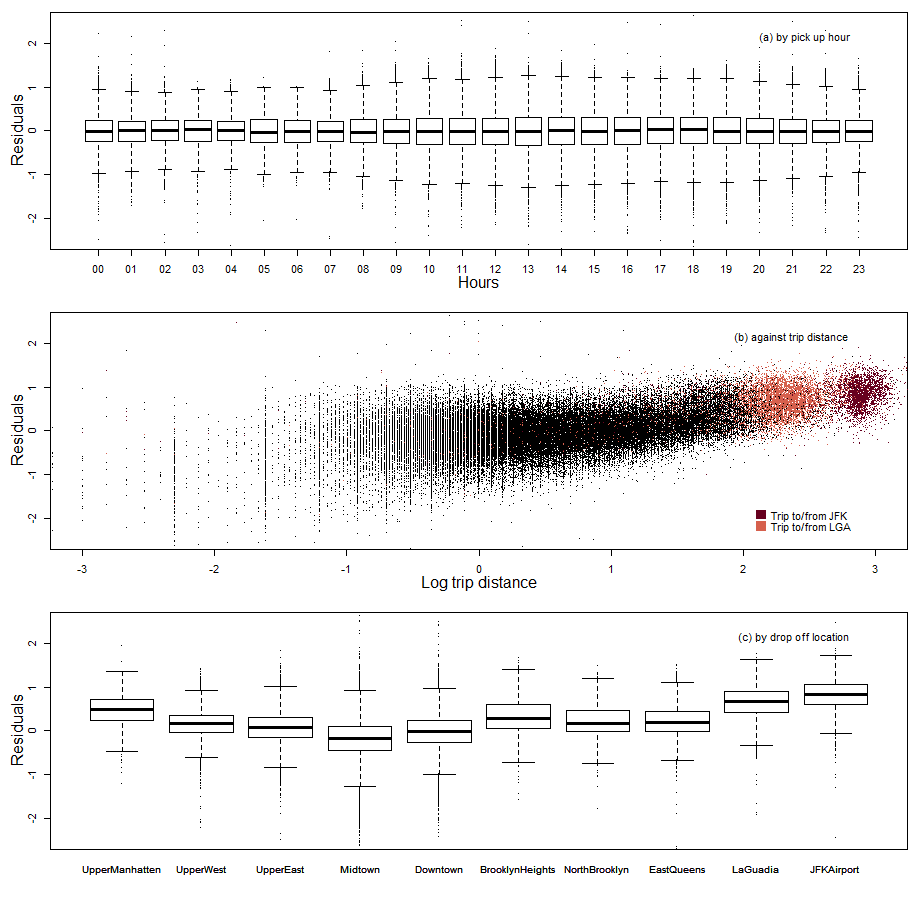 (a) by pick up hour
Residuals
2
1
0
-1
-2
00 01 02 03 04 05 06 07 08 09 10 11 12 13 14 15 16 17 18 19 20 21 22 23
Hours
(b) against trip distance
Residuals
2
1
0
-1
-2
Trip to/from JFK
Trip to/from LGA
-3 -2 -1 0 1 2 3
Log trip distance
(c) by drop off location
Residuals
2
1
0
-1
-2
UpperManhatten UpperWest UpperEast Midtown Downtown BrooklynHeights NorthBrooklyn EastQueens LaGuadia JFKAirport